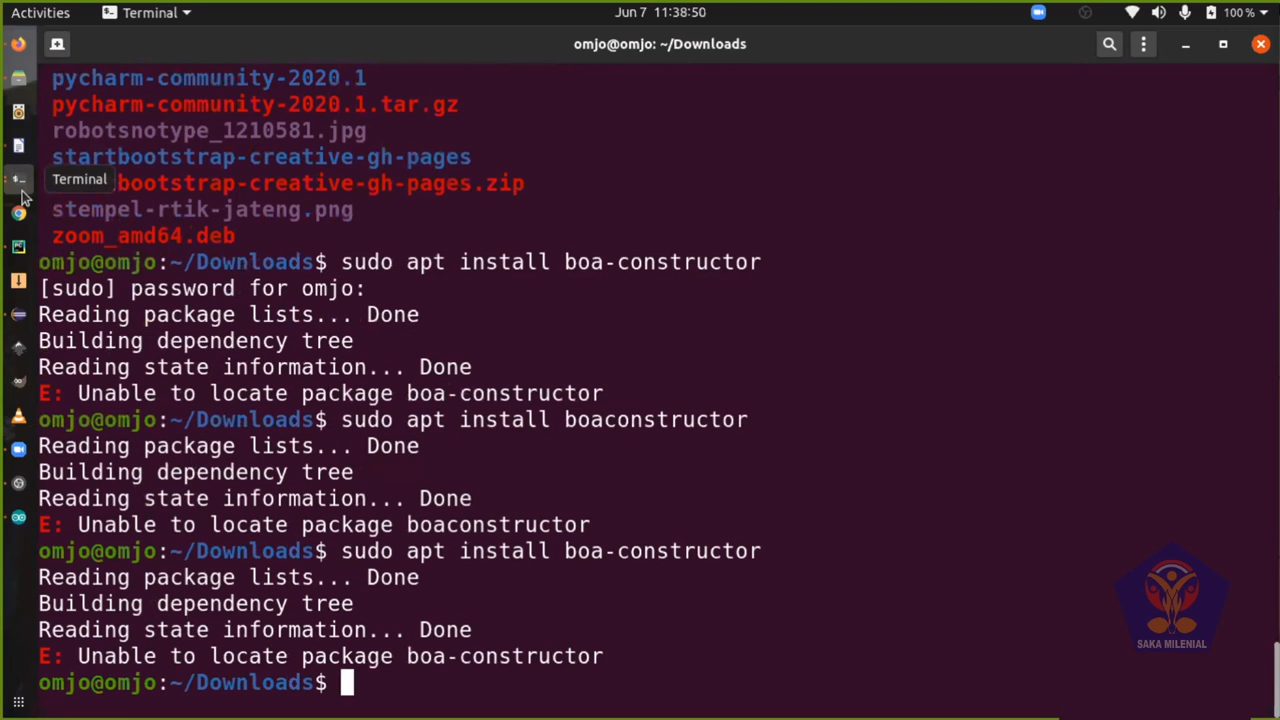 Activities
Terminal
Jun 7 11:38:50
100 %
omjo@omjo: ~/Downloads
pycharm-community-2020.1
pycharm-community-2020.1.tar.gz
robotsnotype_1210581.jpg
startbootstrap-creative-gh-pages
Terminal
bootstrap-creative-gh-pages.zip
stempel-rtik-jateng.png
zoom_amd64.deb
omjo@omjo:~/Downloads$ sudo apt install boa-constructor
[sudo] password for omjo:
Reading package lists... Done
Building dependency tree
Reading state information... Done
E: Unable to locate package boa-constructor
omjo@omjo:~/Downloads$ sudo apt install boaconstructor
Reading package lists... Done
Building dependency tree
Reading state information... Done
E: Unable to locate package boaconstructor
omjo@omjo:~/Downloads$ sudo apt install boa-constructor
Reading package lists... Done
Building dependency tree
Reading state information... Done
E: Unable to locate package boa-constructor
omjo@omjo:~/Downloads$
SAKA MILENIAL